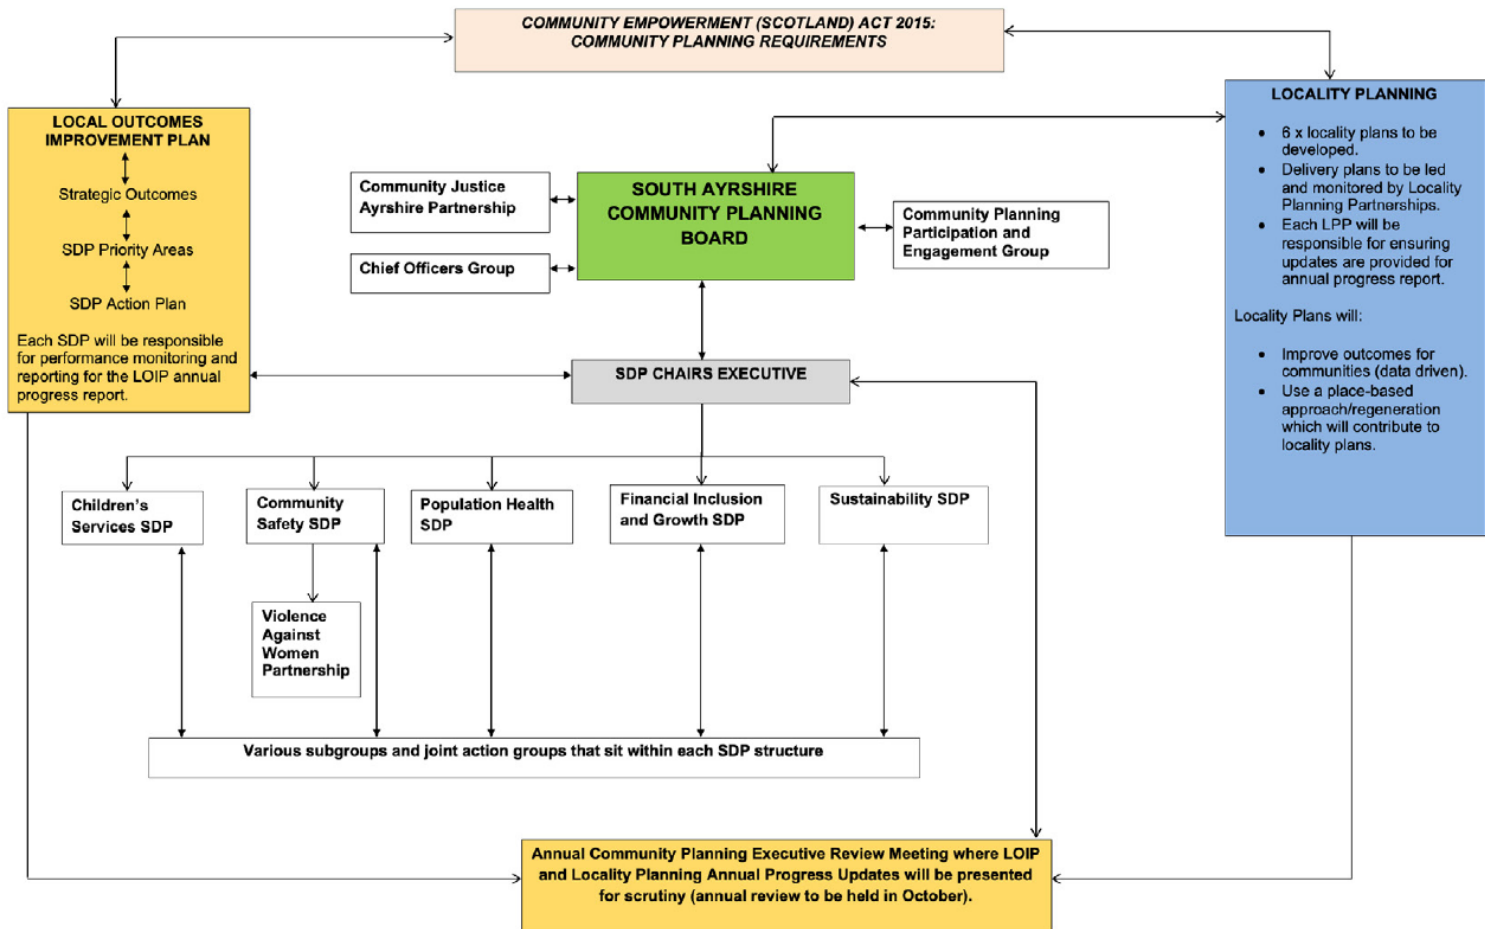 COMMUNITY EMPOWERMENT (SCOTLAND) ACT 2015:
COMMUNITY PLANNING REQUIREMENTS
LOCAL OUTCOMES
IMPROVEMENT PLAN
Strategic Outcomes
SDP Priority Areas
SDP Action Plan
Each SDP will be responsible
for performance monitoring and
reporting for the LOIP annual
progress report.
Community Justice
Ayrshire Partnership
Chief Officers Group
SOUTH AYRSHIRE
COMMUNITY PLANNING
BOARD
Community Planning
Participation and
Engagement Group
LOCALITY PLANNING
• 6 x locality plans to be
developed.
• Delivery plans to be led
and monitored by Locality
Planning Partnerships.
• Each LPP will be
responsible for ensuring
updates are provided for
annual progress report.
Locality Plans will:
• Improve outcomes for
communities (data driven).
• Use a place-based
approach/regeneration
which will contribute to
locality plans.
SDP CHAIRS EXECUTIVE
Children's
Services SDP
Community
Safety SDP
Population Health
SDP
Financial Inclusion
and Growth SDP
Sustainability SDP
Violence
Against
Women
Partnership
Various subgroups and joint action groups that sit within each SDP structure
Annual Community Planning Executive Review Meeting where LOIP
and Locality Planning Annual Progress Updates will be presented
for scrutiny (annual review to be held in October).